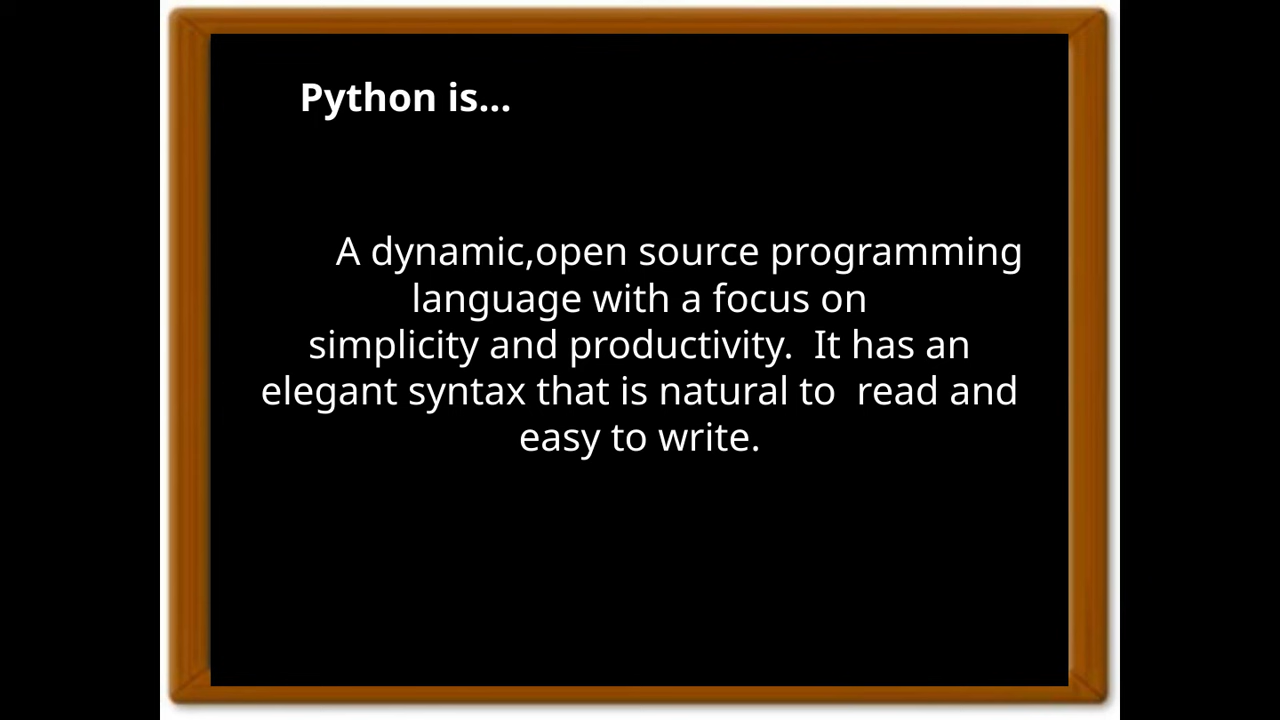 Python is...
A dynamic,open source programming
language with a focus on
simplicity and productivity.  It has an
elegant syntax that is natural to  read and
easy to write.